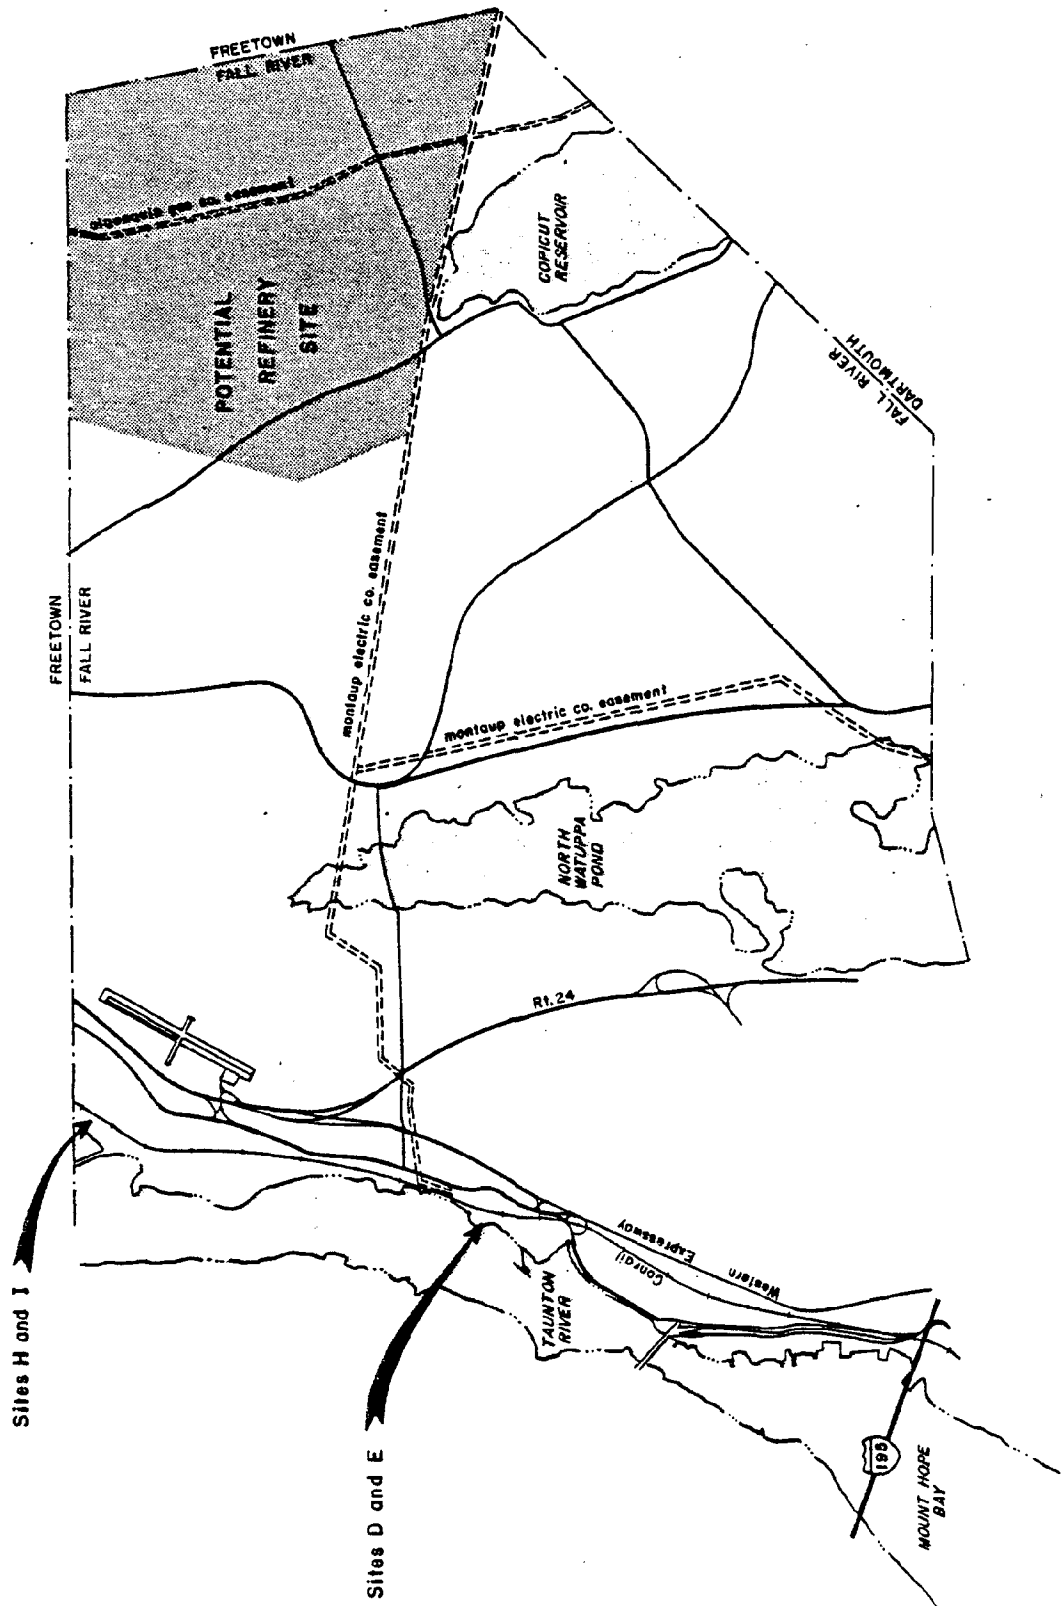 Sites H and I
Sites D and E
FREETOWN
FALL RIVER
FREETOWN
FALL RIVER
algonquin gas co. easement
POTENTIAL
REFINERY
SITE
COPICUT
RESERVOIR
FALL RIVER
DARTMOUTH
montaup electric co. easement
montaup electric co. easement
NORTH
WATUPPA
POND
Rt. 24
Western Expressway
Conrail
TAUNTON
RIVER
195
MOUNT HOPE
BAY